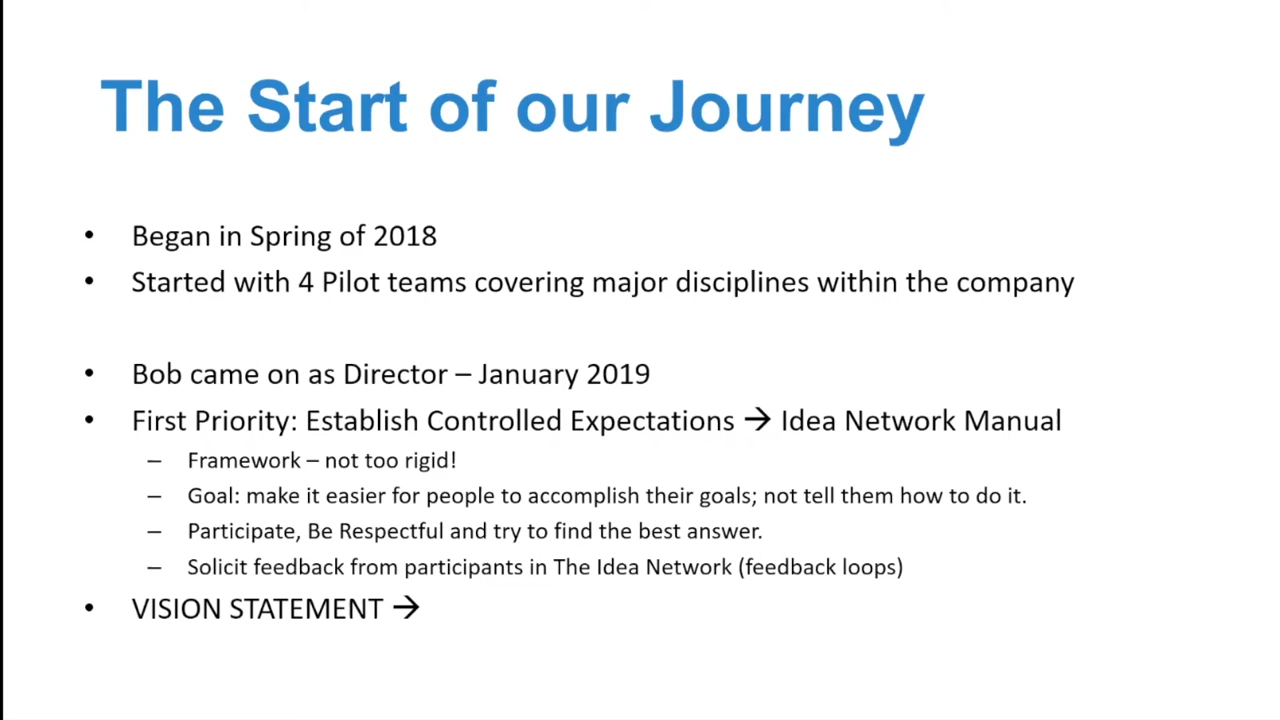 The Start of our Journey
• Began in Spring of 2018
• Started with 4 Pilot teams covering major disciplines within the company
• Bob came on as Director – January 2019
• First Priority: Establish Controlled Expectations → Idea Network Manual
– Framework – not too rigid!
– Goal: make it easier for people to accomplish their goals; not tell them how to do it.
– Participate, Be Respectful and try to find the best answer.
– Solicit feedback from participants in The Idea Network (feedback loops)
• VISION STATEMENT →